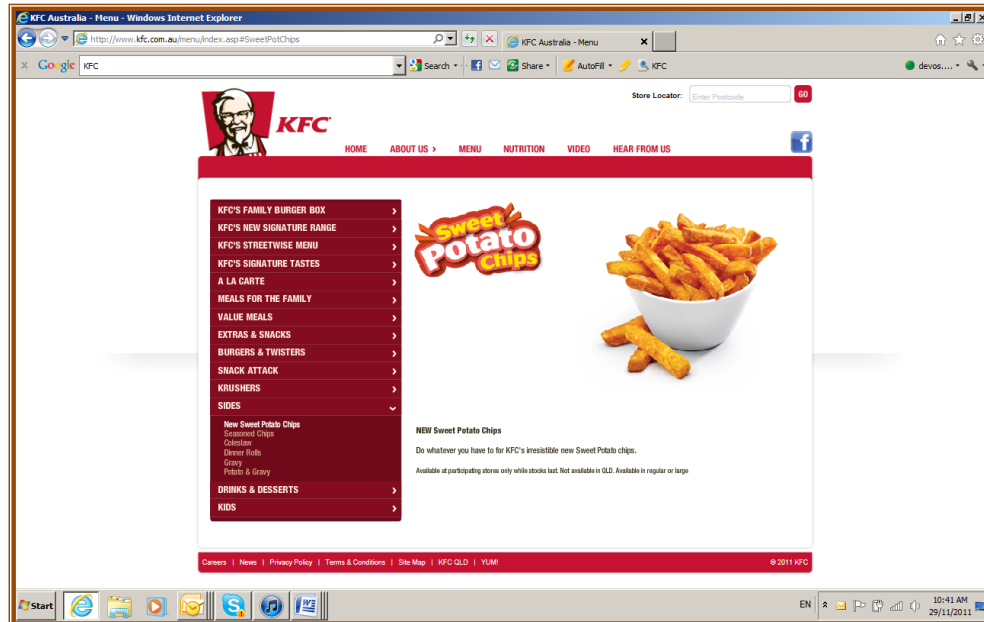 KFC Australia - Menu - Windows Internet Explorer
http://www.kfc.com.au/menu/index.asp#SweetPotChips
KFC Australia - Menu
x Google KFC Search Share AutoFill KFC devos....
Store Locator: Enter Postcode GO
KFC
HOME ABOUT US > MENU NUTRITION VIDEO HEAR FROM US
f
KFC'S FAMILY BURGER BOX
KFC'S NEW SIGNATURE RANGE
KFC'S STREETWISE MENU
KFC'S SIGNATURE TASTES
A LA CARTE
MEALS FOR THE FAMILY
VALUE MEALS
EXTRAS & SNACKS
BURGERS & TWISTERS
SNACK ATTACK
KRUSHERS
SIDES
New Sweet Potato Chips
Seasoned Chips
Coleslaw
Dinner Rolls
Gravy
Potato & Gravy
DRINKS & DESSERTS
KIDS
Sweet
Potato
Chips
NEW Sweet Potato Chips
Do whatever you have to for KFC's irresistible new Sweet Potato chips.
Available at participating stores only while stocks last. Not available in QLD. Available in regular or large
Careers | News | Privacy Policy | Terms & Conditions | Site Map | KFC QLD | YUM! © 2011 KFC
Start EN 10:41 AM
29/11/2011